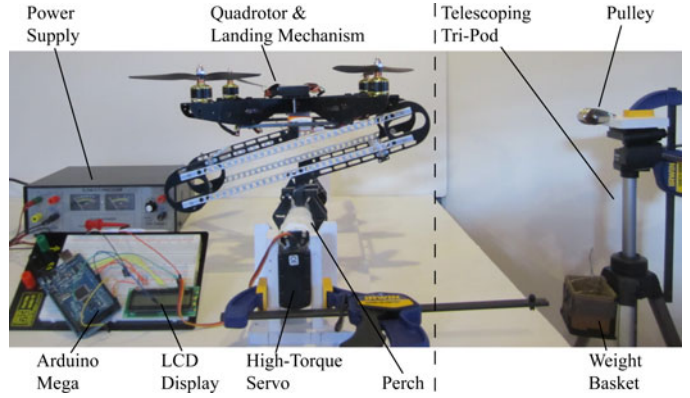 Power
Supply
Quadrotor &
Landing Mechanism
Telescoping
Tri-Pod
Pulley
Arduino
Mega
LCD
Display
High-Torque
Servo
Perch
Weight
Basket